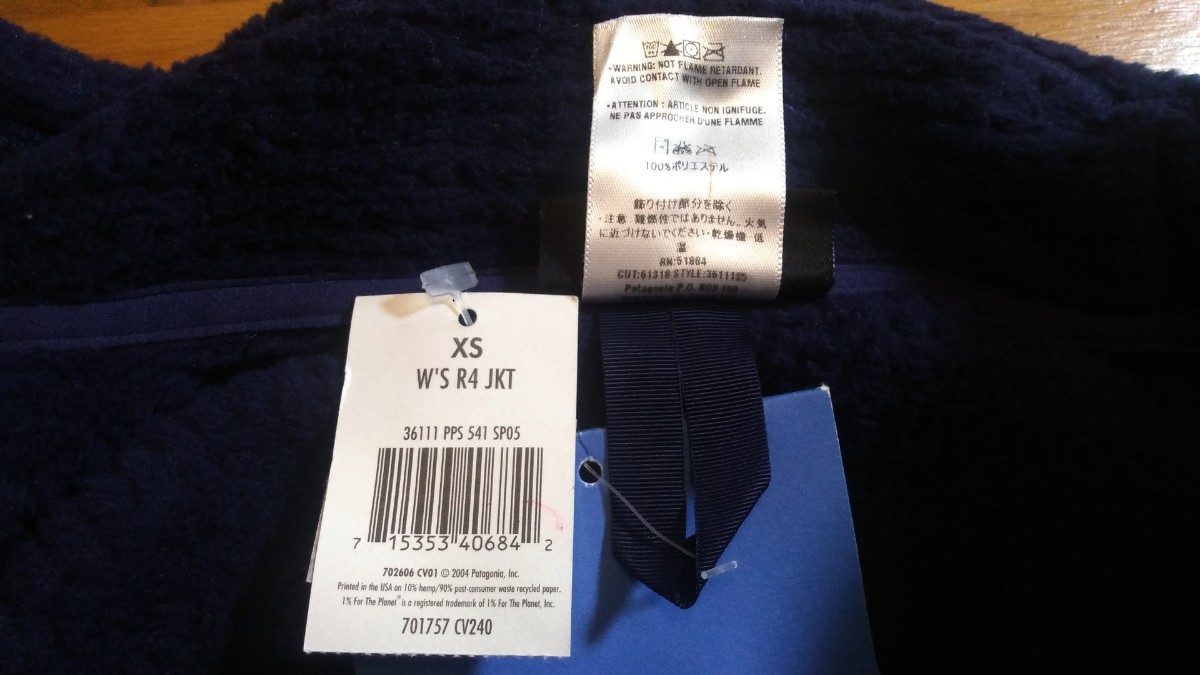 •WARNING: NOT FLAME RETARDANT.
AVOID CONTACT WITH OPEN FLAME
•ATTENTION : ARTICLE NON IGNIFUGE.
NE PAS APPROCHER D'UNE FLAMME
100%ポリエステル
飾り付け部分を除く
・注意 難燃性ではありません。火気
に近づけないでください・乾燥機 低
温
RN:51884
CUT:61318 STYLE:3611125
Patagonia P.O. BOX 150
XS
W'S R4 JKT
36111 PPS 541 SP05
7 15353 40684 2
702606 CV01 © 2004 Patagonia, Inc.
Printed in the USA on 10% hemp/90% post-consumer waste recycled paper.
1% For The Planet® is a registered trademark of 1% For The Planet, Inc.
701757 CV240